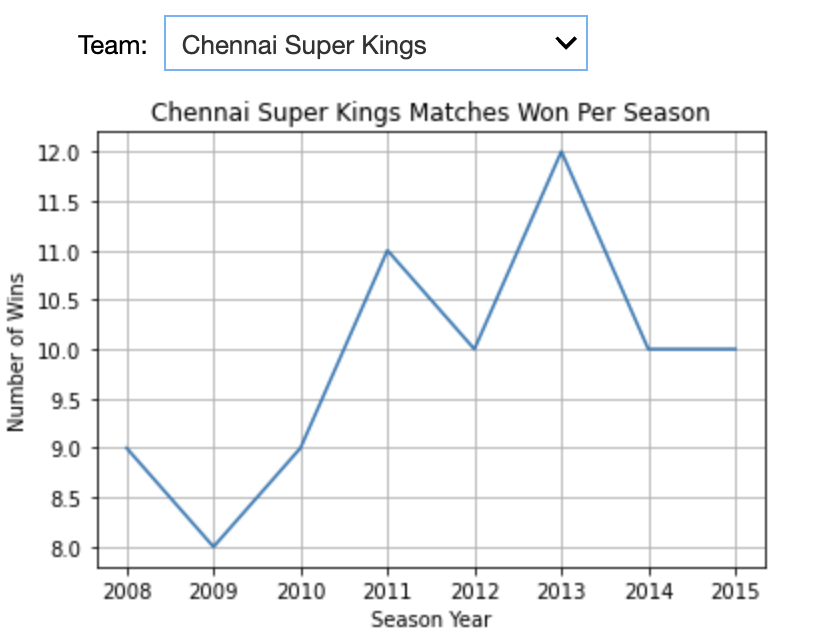 Team: Chennai Super Kings
Chennai Super Kings Matches Won Per Season
12.0
11.5
11.0
10.5
10.0
9.5
9.0
8.5
8.0
Number of Wins
2008 2009 2010 2011 2012 2013 2014 2015
Season Year